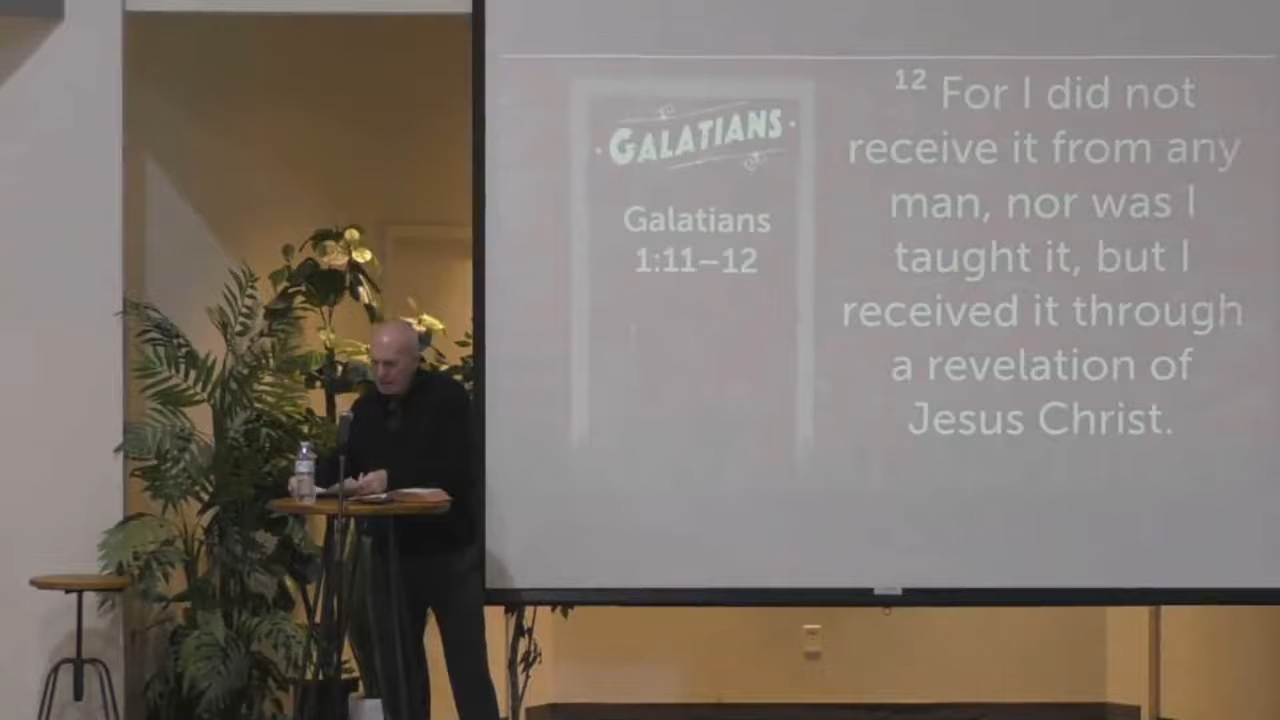 · GALATIANS ·
Galatians
1:11–12
12 For I did not
receive it from any
man, nor was I
taught it, but I
received it through
a revelation of
Jesus Christ.